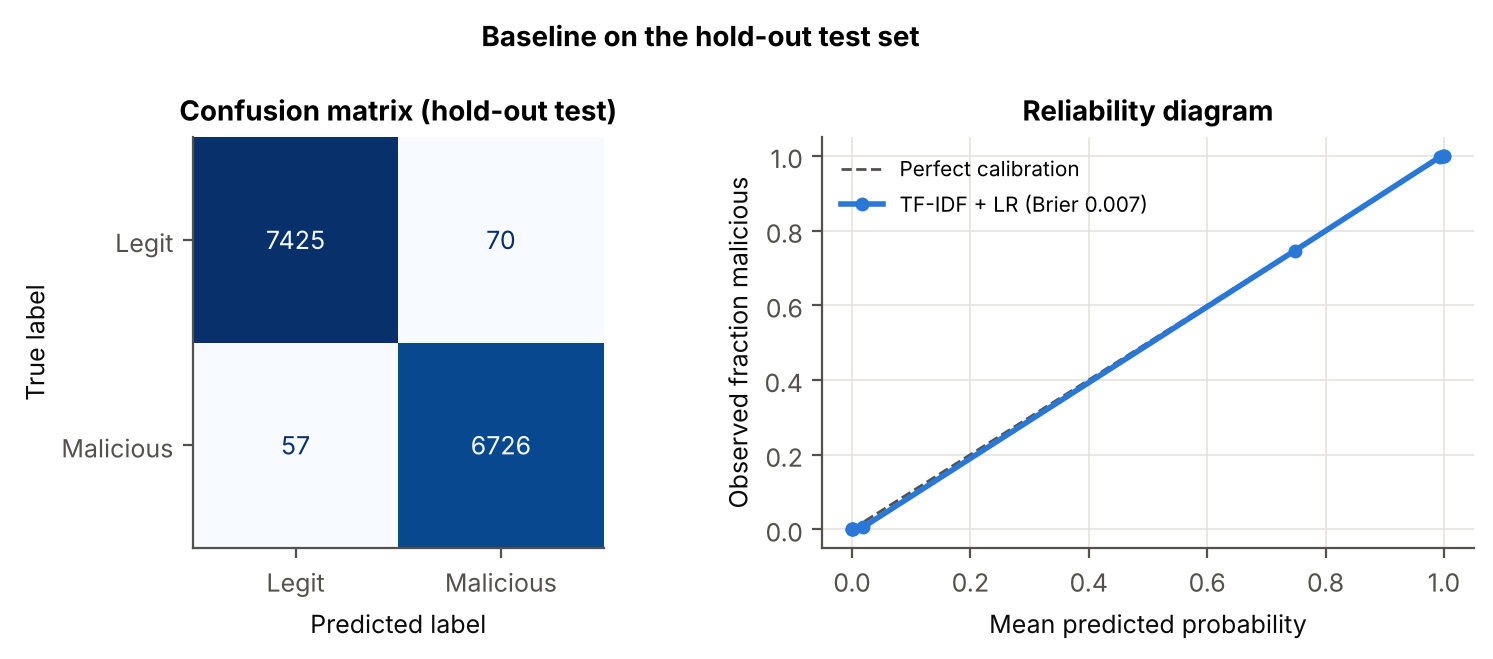 Baseline on the hold-out test set
Confusion matrix (hold-out test)
True label
Legit
Malicious
7425
70
57
6726
Legit
Malicious
Predicted label
Reliability diagram
Observed fraction malicious
1.0
0.8
0.6
0.4
0.2
0.0
Perfect calibration
TF-IDF + LR (Brier 0.007)
0.0
0.2
0.4
0.6
0.8
1.0
Mean predicted probability